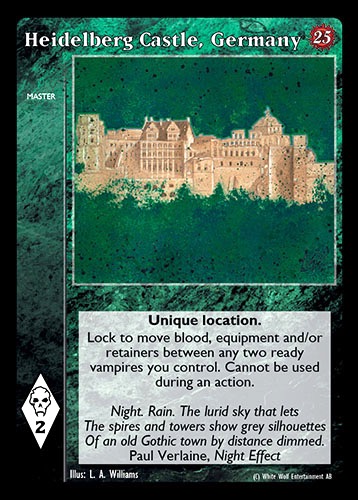 Heidelberg Castle, Germany 25
MASTER
Unique location.
Lock to move blood, equipment and/or
retainers between any two ready
vampires you control. Cannot be used
during an action.
Night. Rain. The lurid sky that lets
The spires and towers show grey silhouettes
Of an old Gothic town by distance dimmed.
Paul Verlaine, Night Effect
2
Illus: L. A. Williams
(C) White Wolf Entertainment AB